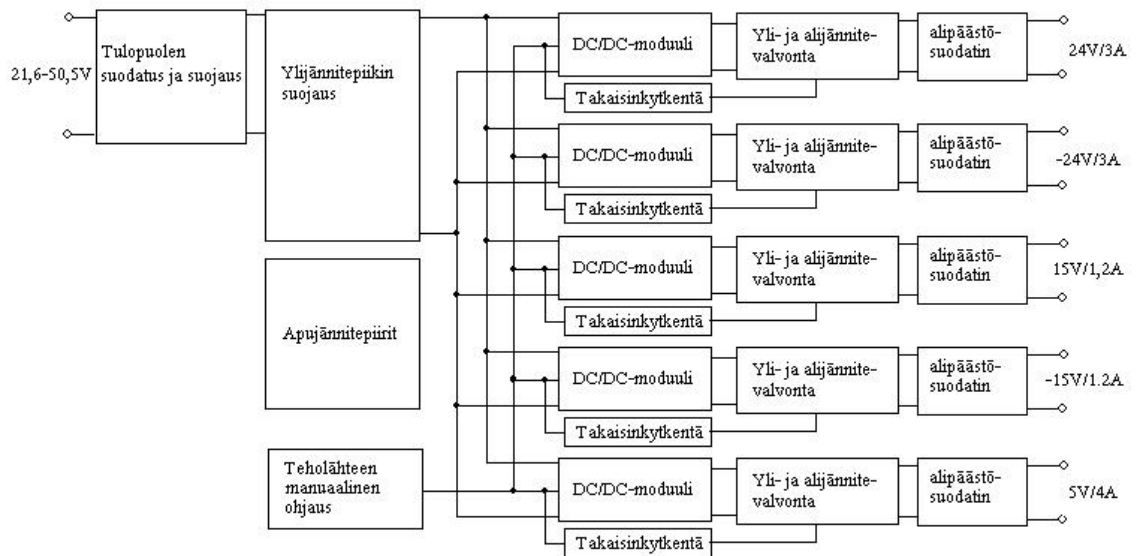 21,6-50,5V
Tulopuolen
suodatus ja suojaus
Ylijännitepiikin
suojaus
Apujännitepiirit
Teholähteen
manuaalinen
ohjaus
DC/DC-moduuli
Takaisinkytkentä
Yli- ja alijännite-
valvonta
alipäästö-
suodatin
24V/3A
DC/DC-moduuli
Takaisinkytkentä
Yli- ja alijännite-
valvonta
alipäästö-
suodatin
-24V/3A
DC/DC-moduuli
Takaisinkytkentä
Yli- ja alijännite-
valvonta
alipäästö-
suodatin
15V/1,2A
DC/DC-moduuli
Takaisinkytkentä
Yli- ja alijännite-
valvonta
alipäästö-
suodatin
-15V/1.2A
DC/DC-moduuli
Takaisinkytkentä
Yli- ja alijännite-
valvonta
alipäästö-
suodatin
5V/4A